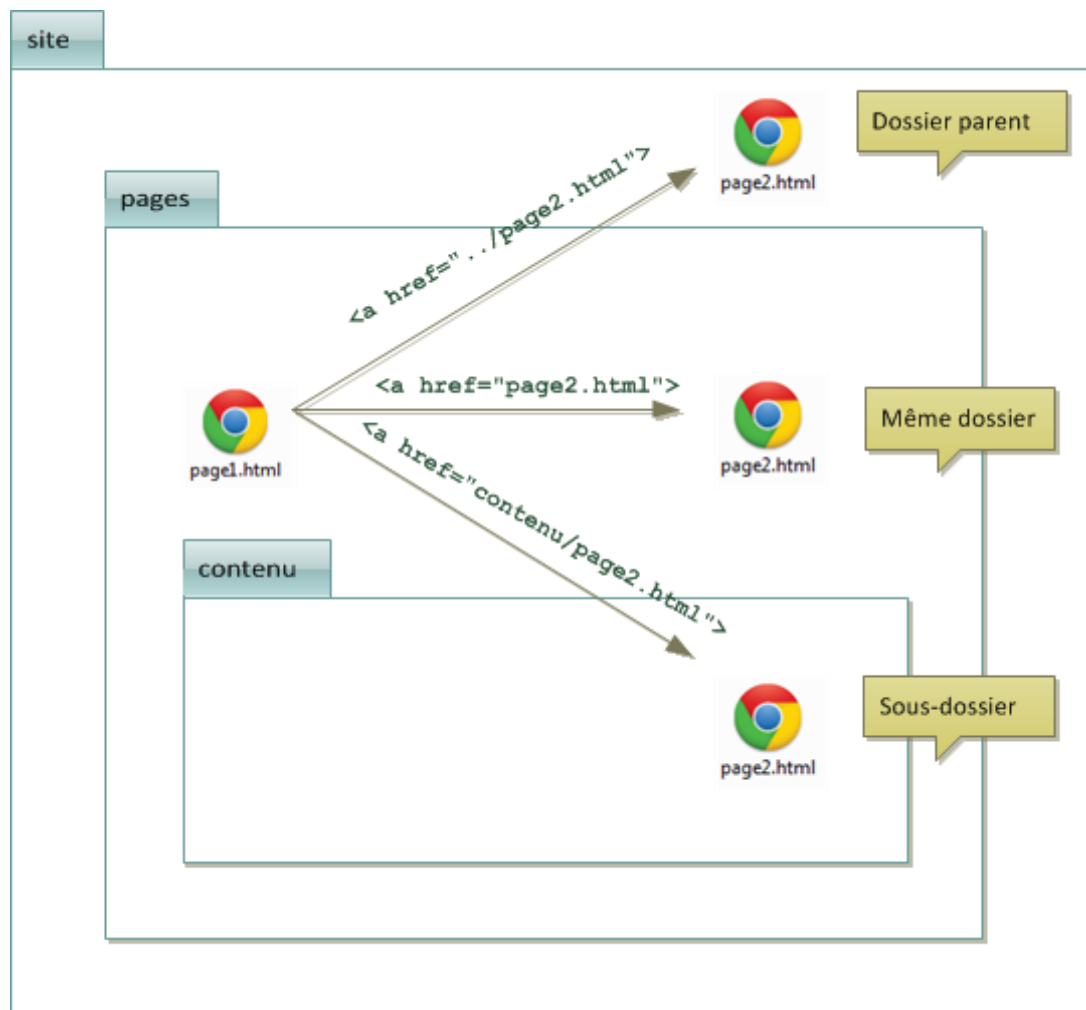 site
Dossier parent
page2.html
pages
<a href="../page2.html">
<a href="page2.html">
Même dossier
page1.html
page2.html
<a href="contenu/page2.html">
contenu
Sous-dossier
page2.html